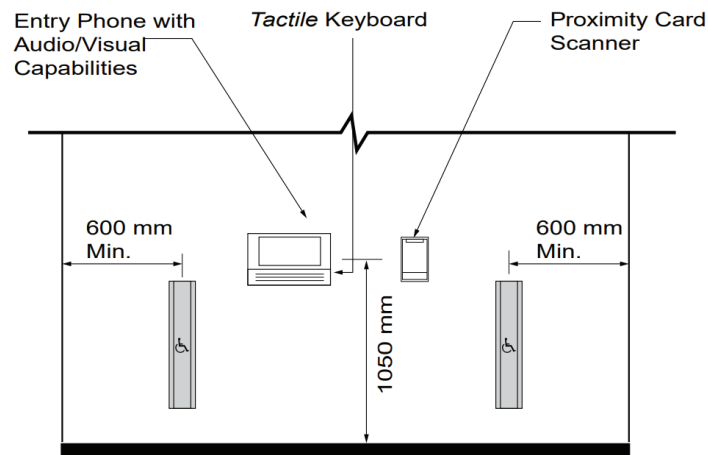 Entry Phone with
Audio/Visual
Capabilities
Tactile Keyboard
Proximity Card
Scanner
600 mm
Min.
600 mm
Min.
1050 mm